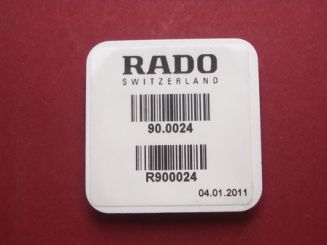 RADO
SWITZERLAND
90.0024
R900024
04.01.2011